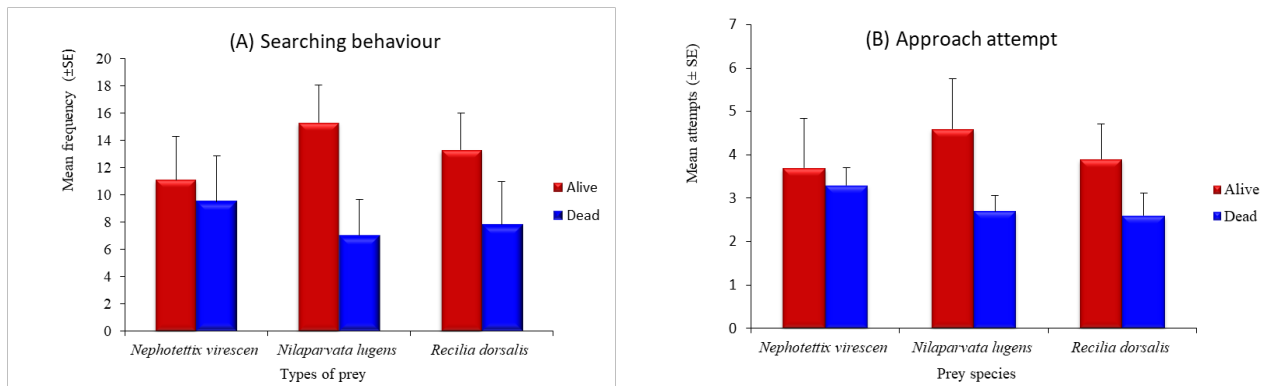 (A) Searching behaviour
Mean frequency (±SE)
20
18
16
14
12
10
8
6
4
2
0
Alive
Dead
Nephotettix virescen Nilaparvata lugens Recilia dorsalis
Types of prey
(B) Approach attempt
Mean attempts (± SE)
7
6
5
4
3
2
1
0
Alive
Dead
Nephotettix virescen Nilaparvata lugens Recilia dorsalis
Prey species